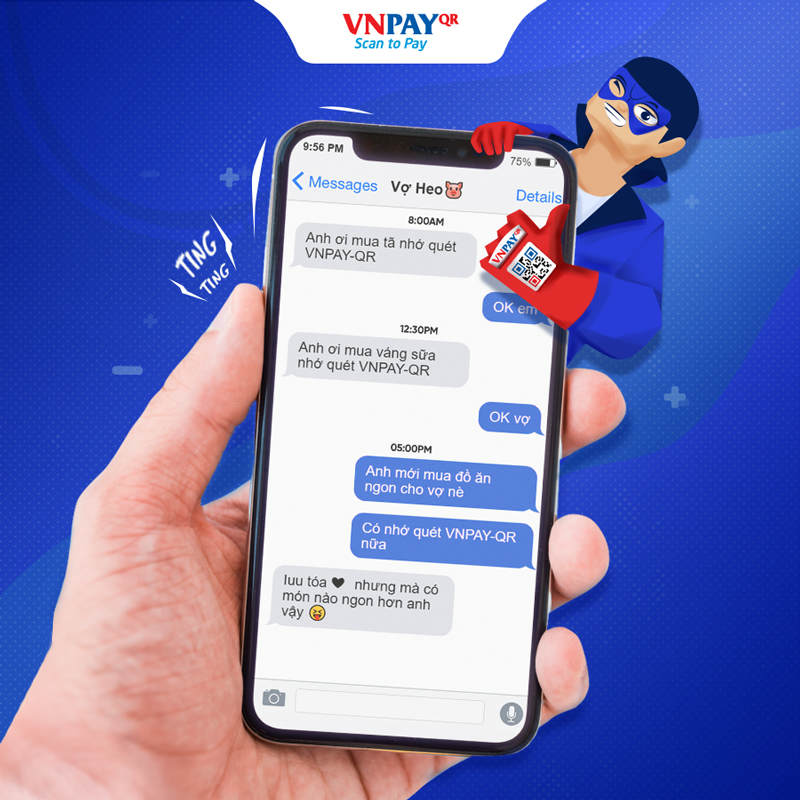 VNPAYQR
Scan to Pay
9:56 PM
75%
Messages
Vợ Heo
Details
8:00AM
Anh ơi mua tã nhớ quét
VNPAY-QR
VNPAYQR
TING
TING
OK em
12:30PM
Anh ơi mua váng sữa
nhớ quét VNPAY-QR
OK vợ
05:00PM
Anh mới mua đồ ăn
ngon cho vợ nè
Có nhớ quét VNPAY-QR
nữa
Iuu tóa 🖤 nhưng mà có
món nào ngon hơn anh
vậy 😝